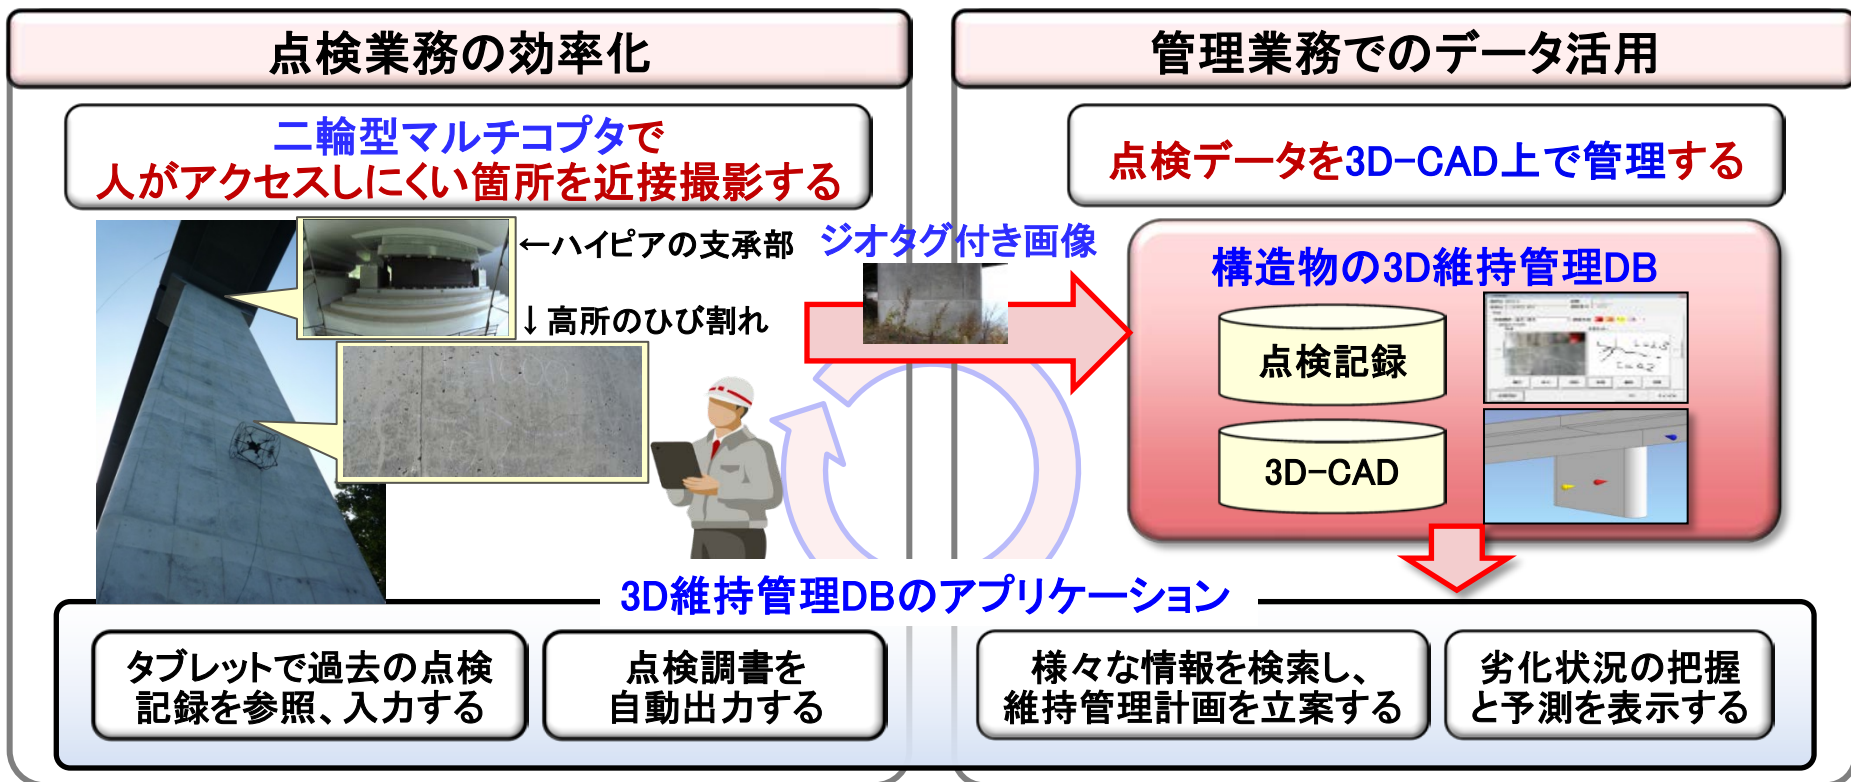 点検業務の効率化
二輪型マルチコプタで
人がアクセスしにくい箇所を近接撮影する
←ハイピアの支承部
↓高所のひび割れ
ジオタグ付き画像
管理業務でのデータ活用
点検データを3D-CAD上で管理する
構造物の3D維持管理DB
点検記録
3D-CAD
3D維持管理DBのアプリケーション
タブレットで過去の点検
記録を参照、入力する
点検調書を
自動出力する
様々な情報を検索し、
維持管理計画を立案する
劣化状況の把握
と予測を表示する